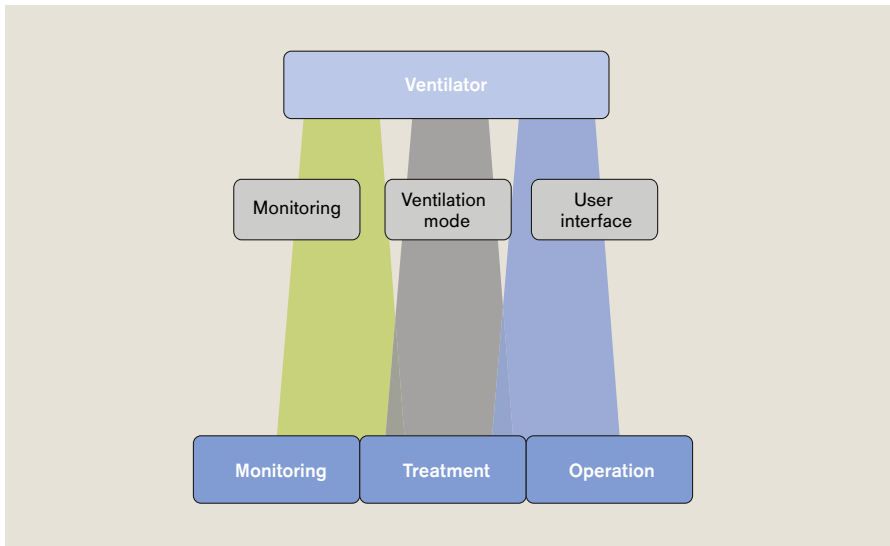 Ventilator
Monitoring
Ventilation
mode
User
interface
Monitoring
Treatment
Operation